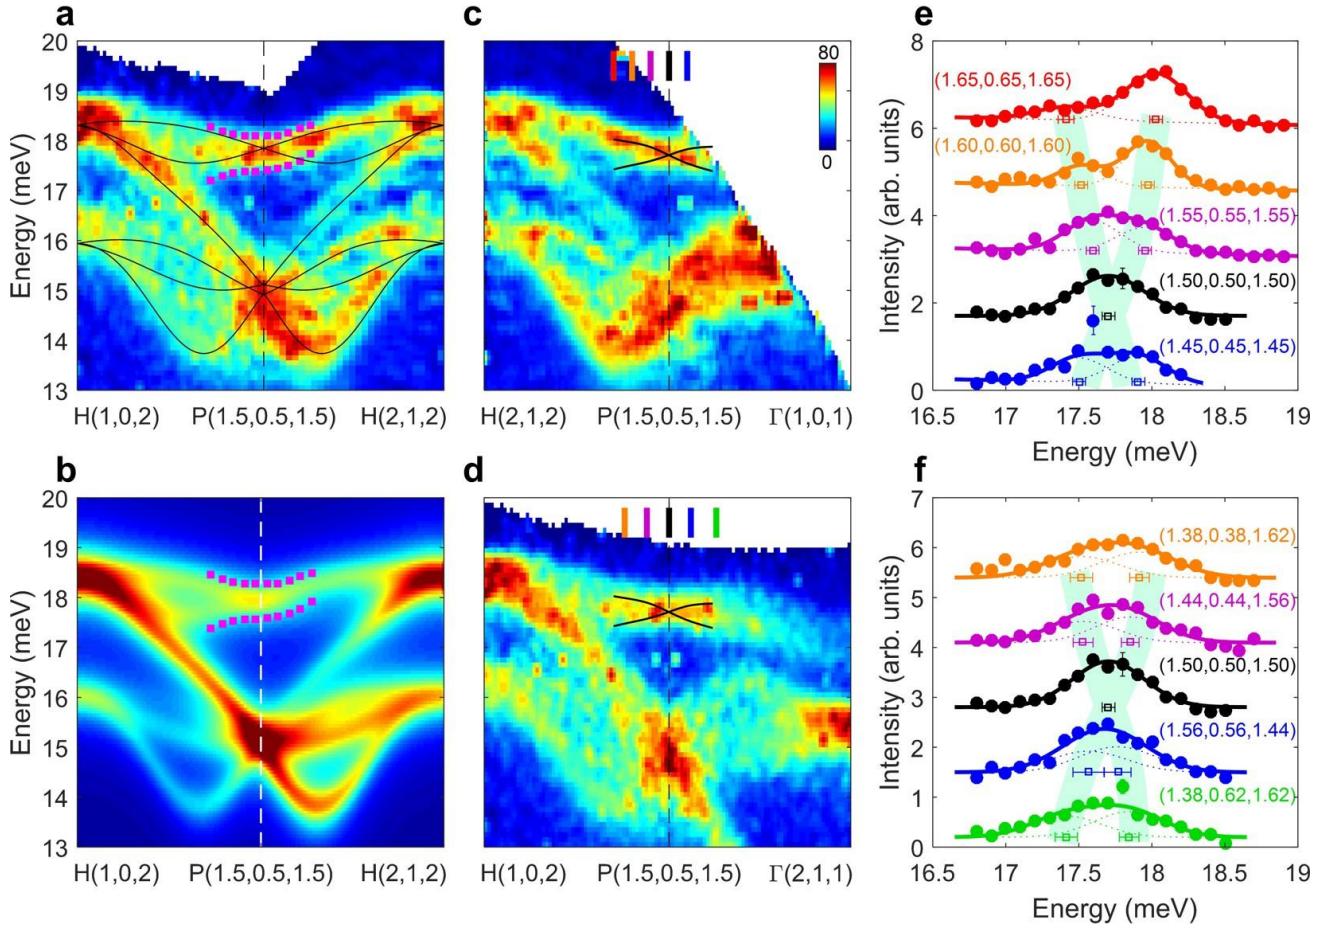 a
20
19
18
17
16
15
14
13
Energy (meV)
H(1,0,2) P(1.5,0.5,1.5) H(2,1,2)
c
80
0
H(2,1,2) P(1.5,0.5,1.5) Γ(1,0,1)
e
8
6
4
2
0
Intensity (arb. units)
(1.65,0.65,1.65)
(1.60,0.60,1.60)
(1.55,0.55,1.55)
(1.50,0.50,1.50)
(1.45,0.45,1.45)
16.5 17 17.5 18 18.5 19
Energy (meV)
b
20
19
18
17
16
15
14
13
Energy (meV)
H(1,0,2) P(1.5,0.5,1.5) H(2,1,2)
d
H(1,0,2) P(1.5,0.5,1.5) Γ(2,1,1)
f
7
6
5
4
3
2
1
0
Intensity (arb. units)
(1.38,0.38,1.62)
(1.44,0.44,1.56)
(1.50,0.50,1.50)
(1.56,0.56,1.44)
(1.38,0.62,1.62)
16.5 17 17.5 18 18.5 19
Energy (meV)